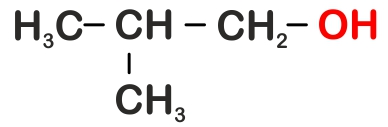 H₃C – CH – CH₂ – OH
CH₃